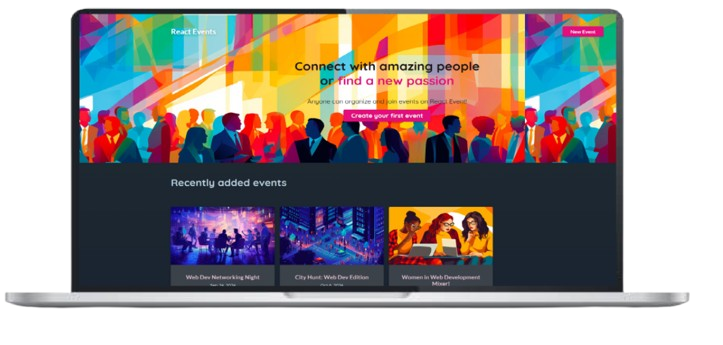 React Events
New Event
Connect with amazing people
or find a new passion
Anyone can organize and join events on React Event!
Create your first event
Recently added events
Web Dev Networking Night
City Hunt: Web Dev Edition
Women in Web Development
Mixer!